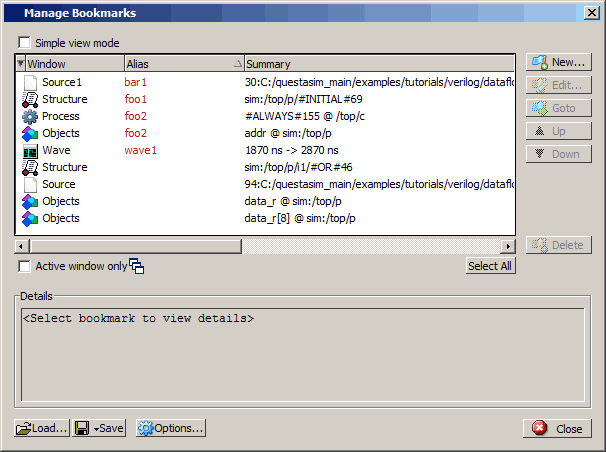 Manage Bookmarks
Simple view mode
Window Alias Summary
Source1 bar1 30:C:/questasim_main/examples/tutorials/verilog/dataflo
Structure foo1 sim:/top/p/#INITIAL#69
Process foo2 #ALWAYS#155 @ /top/c
Objects foo2 addr @ sim:/top/p
Wave wave1 1870 ns -> 2870 ns
Structure sim:/top/p/i1/#OR#46
Source 94:C:/questasim_main/examples/tutorials/verilog/dataflo
Objects data_r @ sim:/top/p
Objects data_r[8] @ sim:/top/p
New...
Edit...
Goto
Up
Down
Delete
Active window only
Select All
Details
<Select bookmark to view details>
Load... Save Options... Close